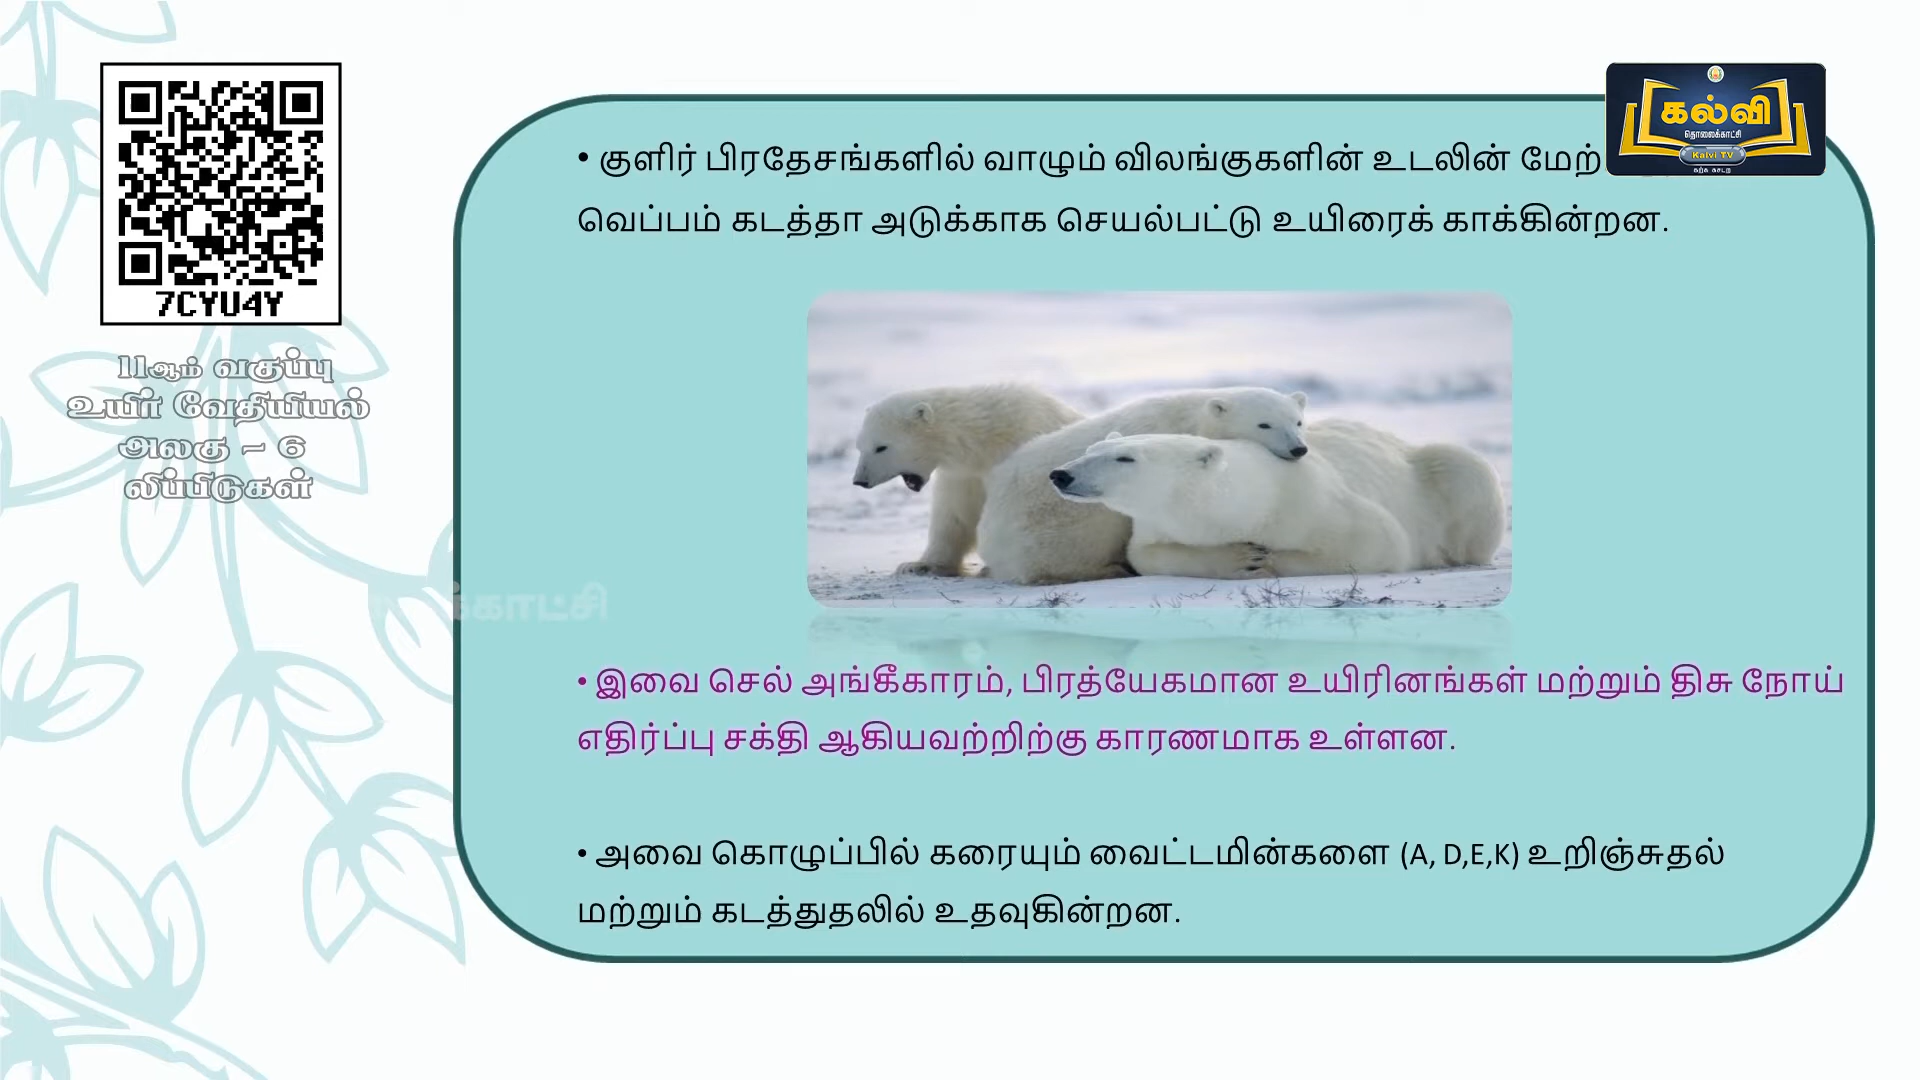 7CYU4Y
11ஆம் வகுப்பு
உயிர் வேதியியல்
அலகு – 6
லிப்பிடுகள்
கல்வி
தொலைக்காட்சி
Kalvi TV
கற்க கசடற
• குளிர் பிரதேசங்களில் வாழும் விலங்குகளின் உடலின் மேற்
வெப்பம் கடத்தா அடுக்காக செயல்பட்டு உயிரைக் காக்கின்றன.
• இவை செல் அங்கீகாரம், பிரத்யேகமான உயிரினங்கள் மற்றும் திசு நோய்
எதிர்ப்பு சக்தி ஆகியவற்றிற்கு காரணமாக உள்ளன.
• அவை கொழுப்பில் கரையும் வைட்டமின்களை (A, D,E,K) உறிஞ்சுதல்
மற்றும் கடத்துதலில் உதவுகின்றன.